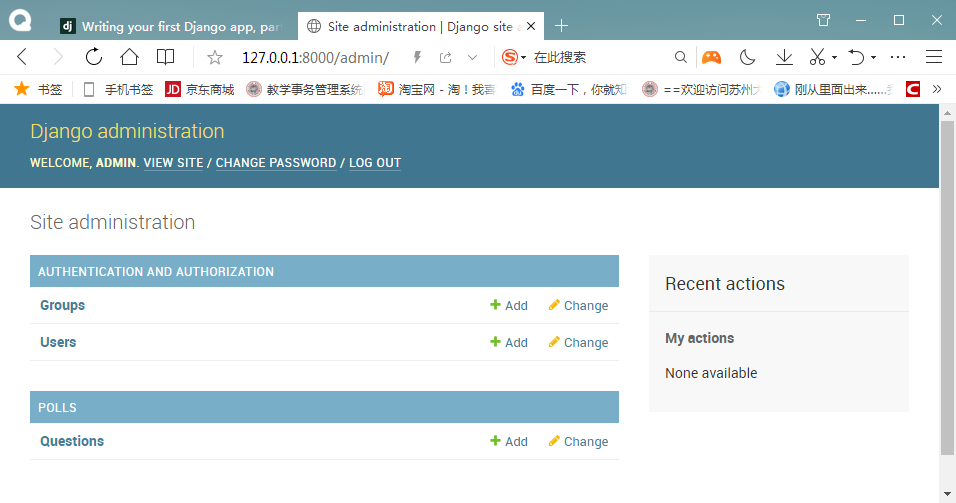 Writing your first Django app, par
Site administration | Django site a
127.0.0.1:8000/admin/
在此搜索
书签
手机书签
JD 京东商城
教学事务管理系统
淘 淘宝网 - 淘！我喜
百度一下，你就知
==欢迎访问苏州大
刚从里面出来......
Django administration
WELCOME, ADMIN. VIEW SITE / CHANGE PASSWORD / LOG OUT
Site administration
AUTHENTICATION AND AUTHORIZATION
Groups
Add
Change
Users
Add
Change
POLLS
Questions
Add
Change
Recent actions
My actions
None available